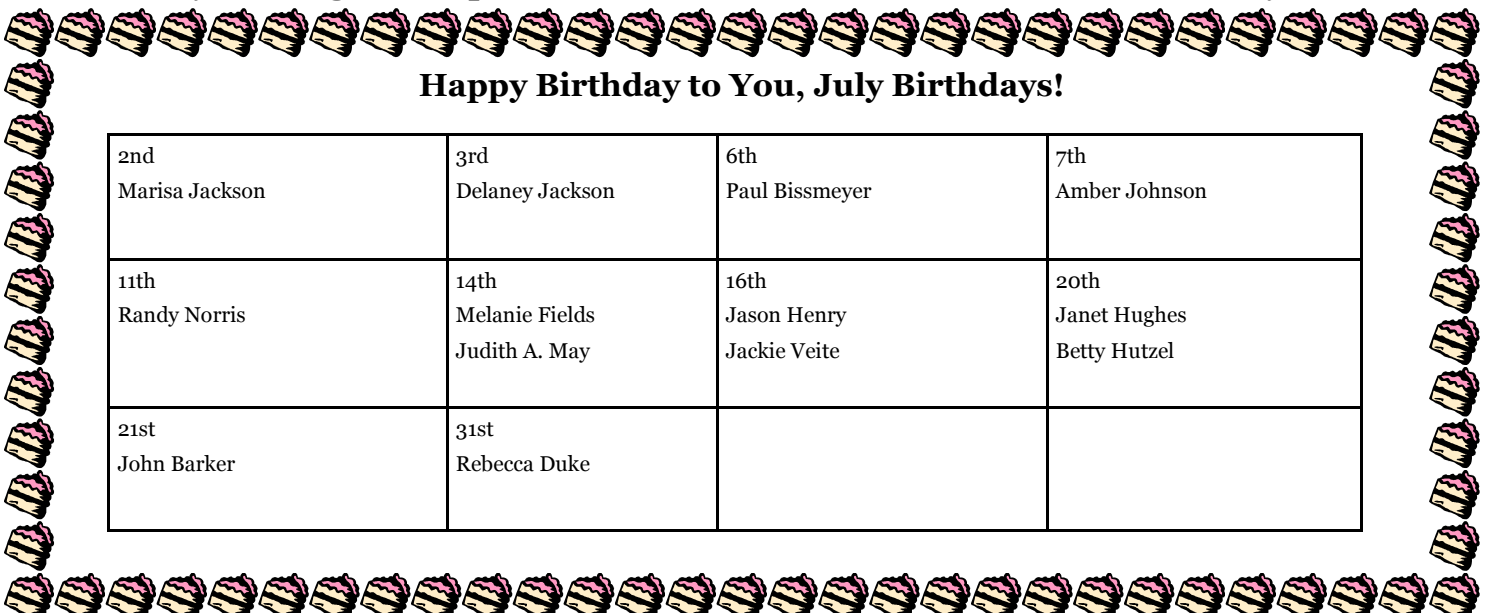 Happy Birthday to You, July Birthdays!
2nd
Marisa Jackson
3rd
Delaney Jackson
6th
Paul Bissmeyer
7th
Amber Johnson
11th
Randy Norris
14th
Melanie Fields
Judith A. May
16th
Jason Henry
Jackie Veite
20th
Janet Hughes
Betty Hutzel
21st
John Barker
31st
Rebecca Duke